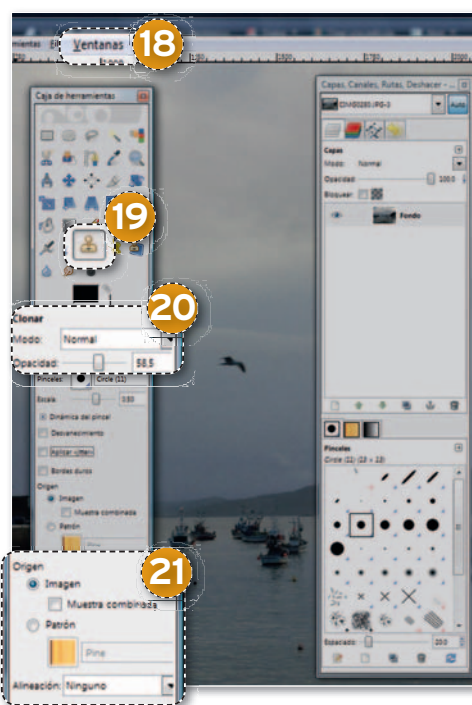 Ventanas
18
Caja de herramientas
19
20
Clonar
Modo: Normal
Opacidad: 58,5
Pinceles: Circle (11)
Escala:
Dinámica del pincel
Desvanecimiento
Bordes duros
Origen
Imagen
Muestra combinada
Patrón
Pine
21
Origen
Imagen
Muestra combinada
Patrón
Pine
Alineación: Ninguno
Capas, Canales, Rutas, Deshacer - ...
Auto
Capas
Modo: Normal
Opacidad: 100,0
Bloquear:
Fondo
Pinceles
Circle (11)
Espaciado: 20,0